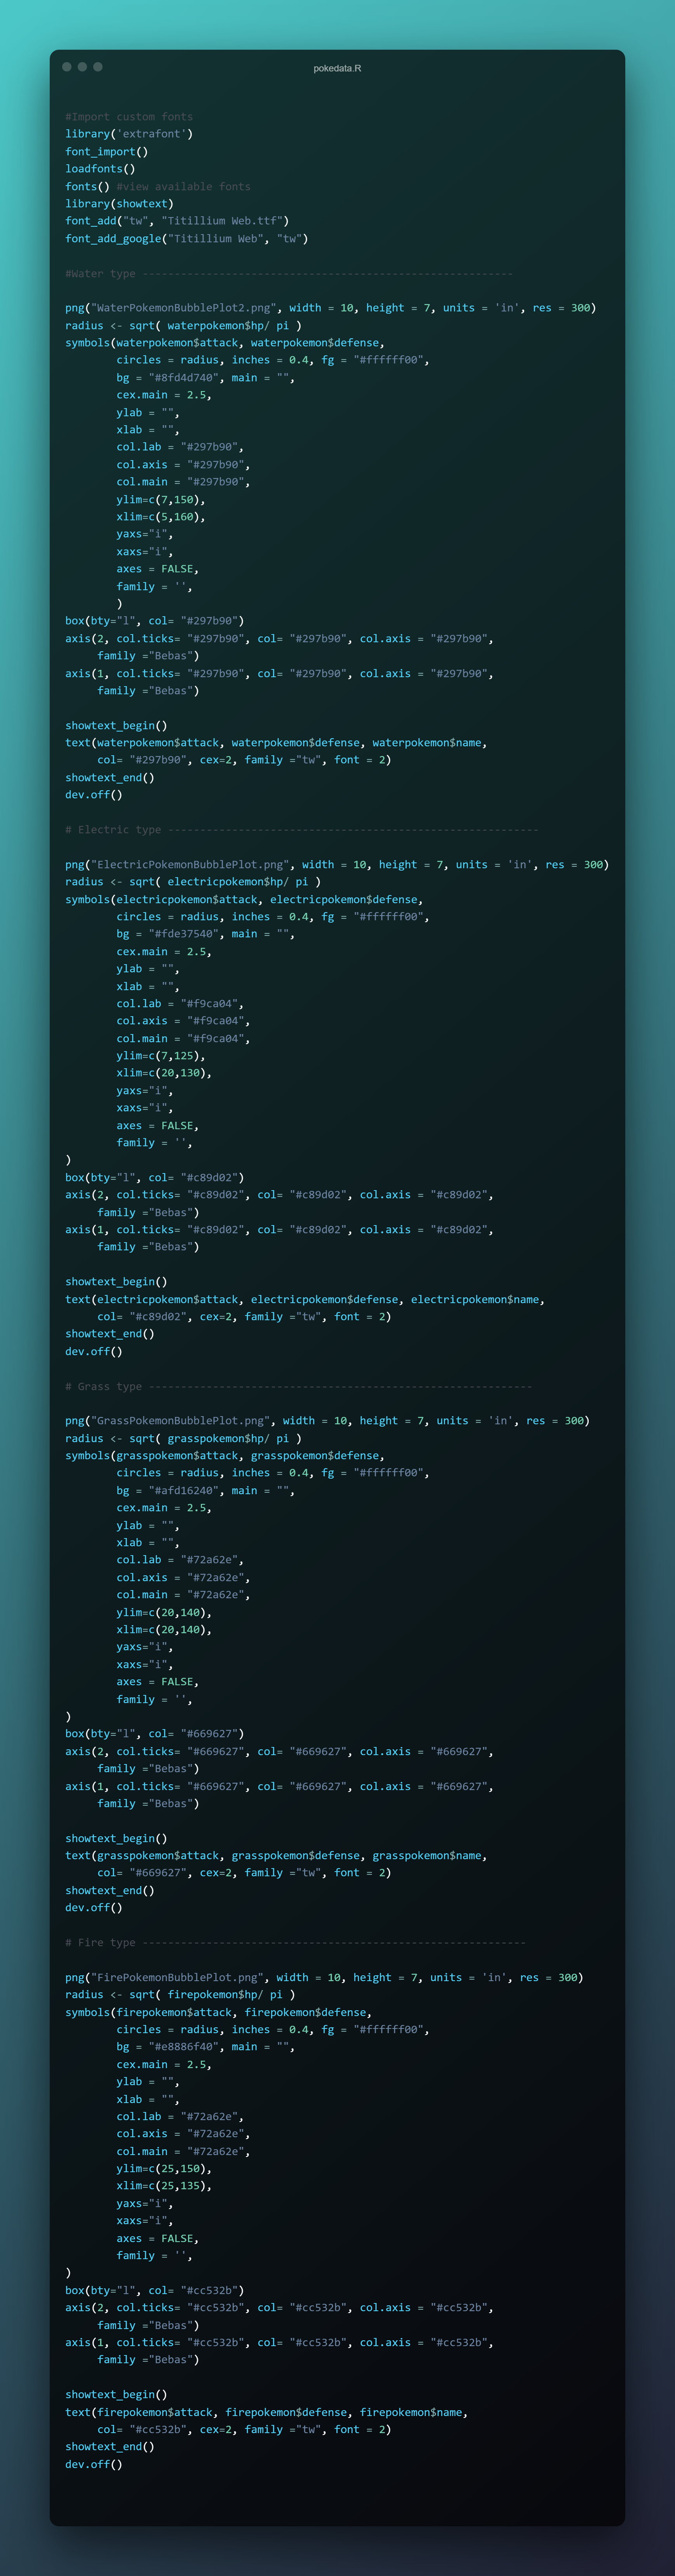 pokedata.R
#Import custom fonts
library('extrafont')
font_import()
loadfonts()
fonts() #view available fonts
library(showtext)
font_add("tw", "Titillium Web.ttf")
font_add_google("Titillium Web", "tw")
#Water type ----------------------------------------------------------
png("WaterPokemonBubblePlot2.png", width = 10, height = 7, units = 'in', res = 300)
radius <- sqrt( waterpokemon$hp/ pi )
symbols(waterpokemon$attack, waterpokemon$defense,
        circles = radius, inches = 0.4, fg = "#ffffff00",
        bg = "#8fd4d740", main = "",
        cex.main = 2.5,
        ylab = "",
        xlab = "",
        col.lab = "#297b90",
        col.axis = "#297b90",
        col.main = "#297b90",
        ylim=c(7,150),
        xlim=c(5,160),
        yaxs="i",
        xaxs="i",
        axes = FALSE,
        family = '',
        )
box(bty="l", col= "#297b90")
axis(2, col.ticks= "#297b90", col= "#297b90", col.axis = "#297b90",
     family ="Bebas")
axis(1, col.ticks= "#297b90", col= "#297b90", col.axis = "#297b90",
     family ="Bebas")
showtext_begin()
text(waterpokemon$attack, waterpokemon$defense, waterpokemon$name,
     col= "#297b90", cex=2, family ="tw", font = 2)
showtext_end()
dev.off()
# Electric type ----------------------------------------------------------
png("ElectricPokemonBubblePlot.png", width = 10, height = 7, units = 'in', res = 300)
radius <- sqrt( electricpokemon$hp/ pi )
symbols(electricpokemon$attack, electricpokemon$defense,
        circles = radius, inches = 0.4, fg = "#ffffff00",
        bg = "#fde37540", main = "",
        cex.main = 2.5,
        ylab = "",
        xlab = "",
        col.lab = "#f9ca04",
        col.axis = "#f9ca04",
        col.main = "#f9ca04",
        ylim=c(7,125),
        xlim=c(20,130),
        yaxs="i",
        xaxs="i",
        axes = FALSE,
        family = '',
)
box(bty="l", col= "#c89d02")
axis(2, col.ticks= "#c89d02", col= "#c89d02", col.axis = "#c89d02",
     family ="Bebas")
axis(1, col.ticks= "#c89d02", col= "#c89d02", col.axis = "#c89d02",
     family ="Bebas")
showtext_begin()
text(electricpokemon$attack, electricpokemon$defense, electricpokemon$name,
     col= "#c89d02", cex=2, family ="tw", font = 2)
showtext_end()
dev.off()
# Grass type ------------------------------------------------------------
png("GrassPokemonBubblePlot.png", width = 10, height = 7, units = 'in', res = 300)
radius <- sqrt( grasspokemon$hp/ pi )
symbols(grasspokemon$attack, grasspokemon$defense,
        circles = radius, inches = 0.4, fg = "#ffffff00",
        bg = "#afd16240", main = "",
        cex.main = 2.5,
        ylab = "",
        xlab = "",
        col.lab = "#72a62e",
        col.axis = "#72a62e",
        col.main = "#72a62e",
        ylim=c(20,140),
        xlim=c(20,140),
        yaxs="i",
        xaxs="i",
        axes = FALSE,
        family = '',
)
box(bty="l", col= "#669627")
axis(2, col.ticks= "#669627", col= "#669627", col.axis = "#669627",
     family ="Bebas")
axis(1, col.ticks= "#669627", col= "#669627", col.axis = "#669627",
     family ="Bebas")
showtext_begin()
text(grasspokemon$attack, grasspokemon$defense, grasspokemon$name,
     col= "#669627", cex=2, family ="tw", font = 2)
showtext_end()
dev.off()
# Fire type ------------------------------------------------------------
png("FirePokemonBubblePlot.png", width = 10, height = 7, units = 'in', res = 300)
radius <- sqrt( firepokemon$hp/ pi )
symbols(firepokemon$attack, firepokemon$defense,
        circles = radius, inches = 0.4, fg = "#ffffff00",
        bg = "#e8886f40", main = "",
        cex.main = 2.5,
        ylab = "",
        xlab = "",
        col.lab = "#72a62e",
        col.axis = "#72a62e",
        col.main = "#72a62e",
        ylim=c(25,150),
        xlim=c(25,135),
        yaxs="i",
        xaxs="i",
        axes = FALSE,
        family = '',
)
box(bty="l", col= "#cc532b")
axis(2, col.ticks= "#cc532b", col= "#cc532b", col.axis = "#cc532b",
     family ="Bebas")
axis(1, col.ticks= "#cc532b", col= "#cc532b", col.axis = "#cc532b",
     family ="Bebas")
showtext_begin()
text(firepokemon$attack, firepokemon$defense, firepokemon$name,
     col= "#cc532b", cex=2, family ="tw", font = 2)
showtext_end()
dev.off()